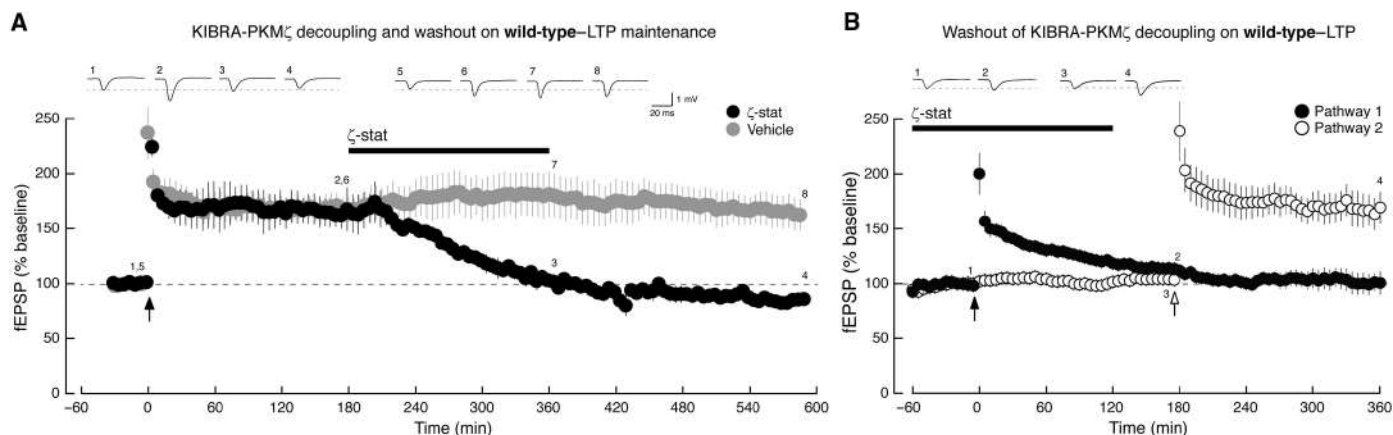 A
KIBRA-PKMζ decoupling and washout on wild-type–LTP maintenance
1 2 3 4 5 6 7 8
1 mV
20 ms
ζ-stat
Vehicle
ζ-stat
fEPSP (% baseline)
250
200
150
100
50
0
2,6
7
8
1,5
3
4
−60 0 60 120 180 240 300 360 420 480 540 600
Time (min)
B
Washout of KIBRA-PKMζ decoupling on wild-type–LTP
1 2 3 4
Pathway 1
Pathway 2
ζ-stat
fEPSP (% baseline)
250
200
150
100
50
0
4
1
2
3
−60 0 60 120 180 240 300 360
Time (min)